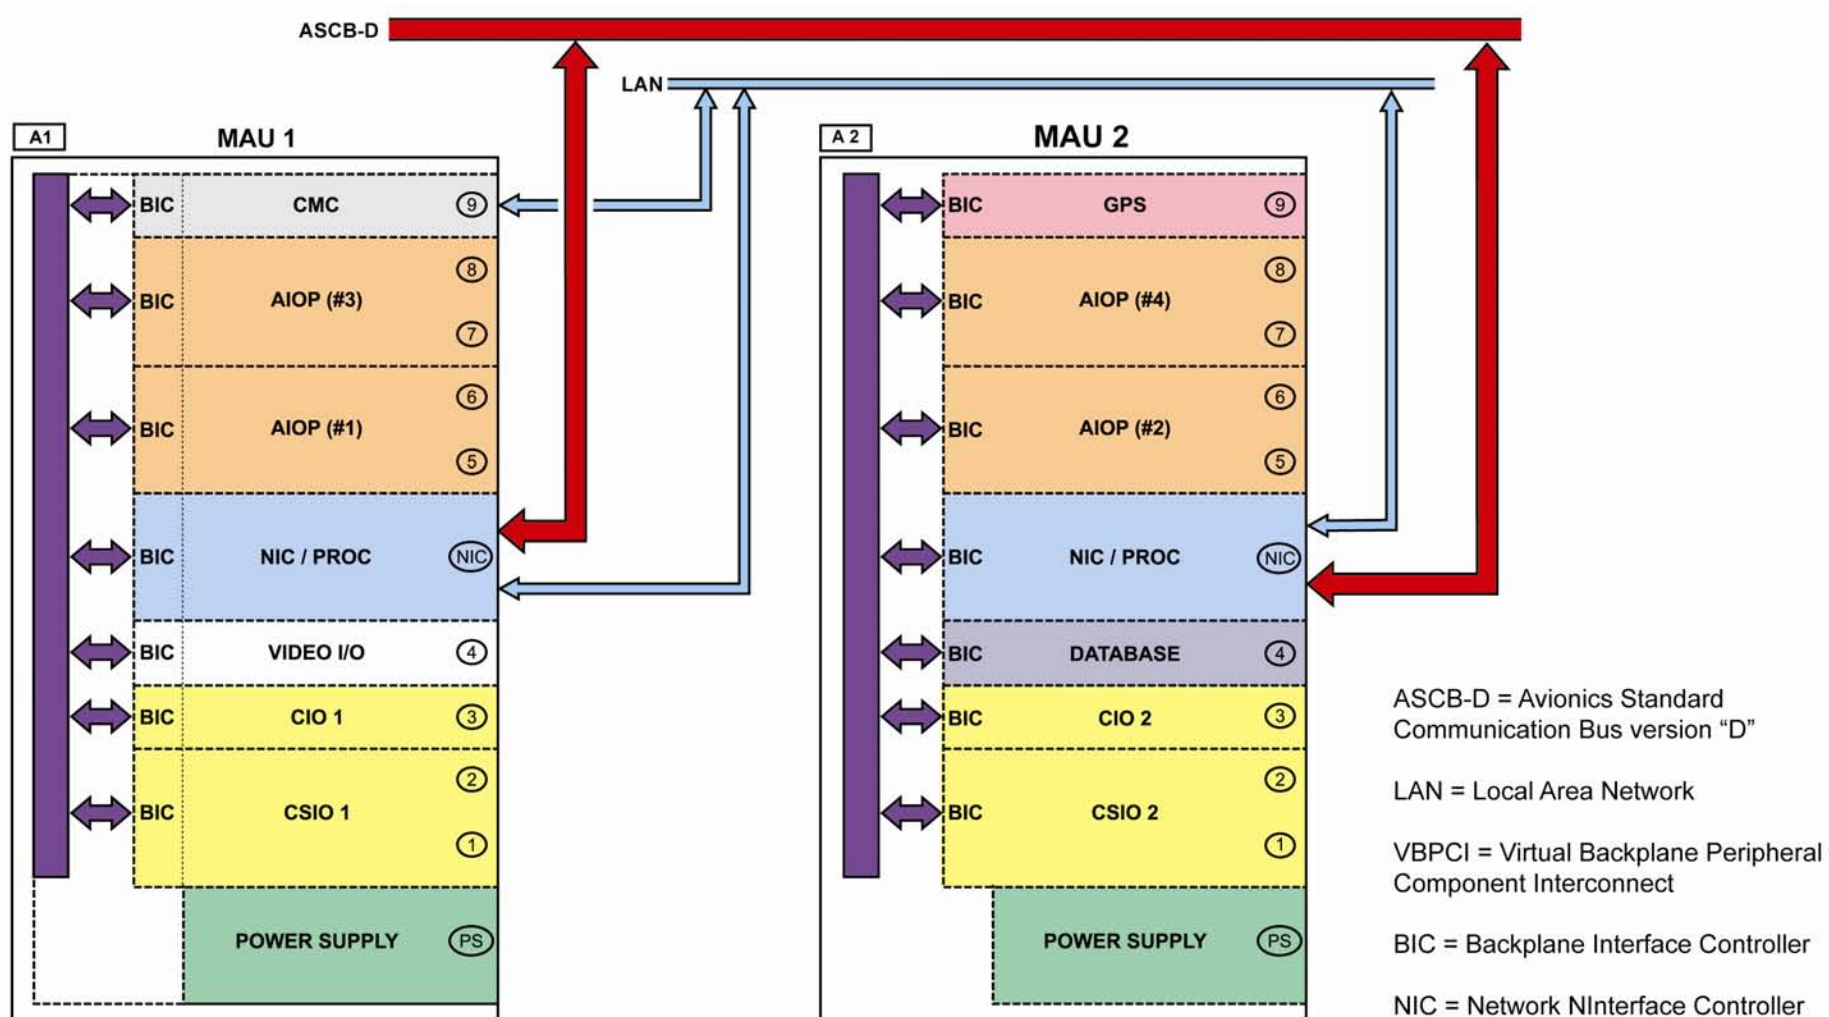 ASCB-D
LAN
A1
MAU 1
BIC CMC 9
BIC AIOP (#3) 8
7
BIC AIOP (#1) 6
5
BIC NIC / PROC NIC
BIC VIDEO I/O 4
BIC CIO 1 3
BIC CSIO 1 2
1
POWER SUPPLY PS
A 2
MAU 2
BIC GPS 9
BIC AIOP (#4) 8
7
BIC AIOP (#2) 6
5
BIC NIC / PROC NIC
BIC DATABASE 4
BIC CIO 2 3
BIC CSIO 2 2
1
POWER SUPPLY PS
ASCB-D = Avionics Standard
Communication Bus version “D”
LAN = Local Area Network
VBPCI = Virtual Backplane Peripheral
Component Interconnect
BIC = Backplane Interface Controller
NIC = Network NInterface Controller